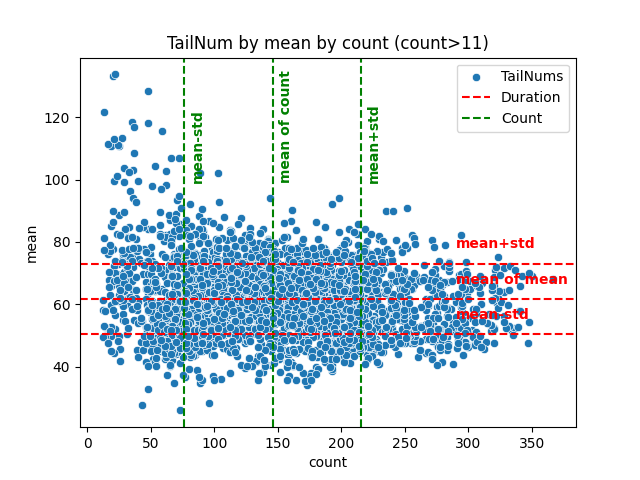 TailNum by mean by count (count>11)
TailNums
Duration
Count
mean-std
mean of count
mean+std
mean+std
mean of mean
mean-std
120
100
80
60
40
mean
0
50
100
150
200
250
300
350
count